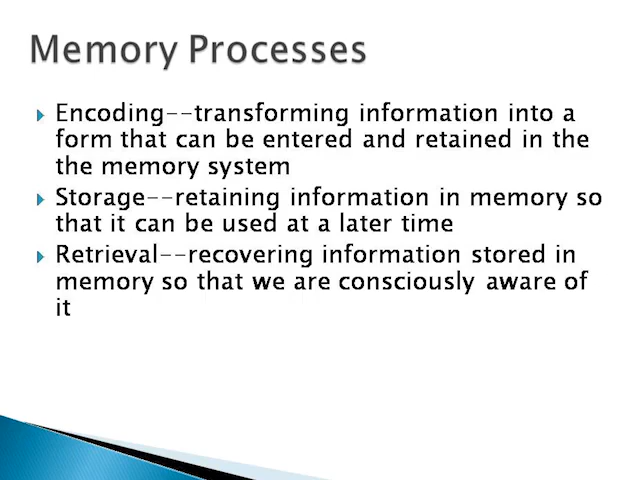 Memory Processes
Encoding--transforming information into a
form that can be entered and retained in the
the memory system
Storage--retaining information in memory so
that it can be used at a later time
Retrieval--recovering information stored in
memory so that we are consciously aware of
it